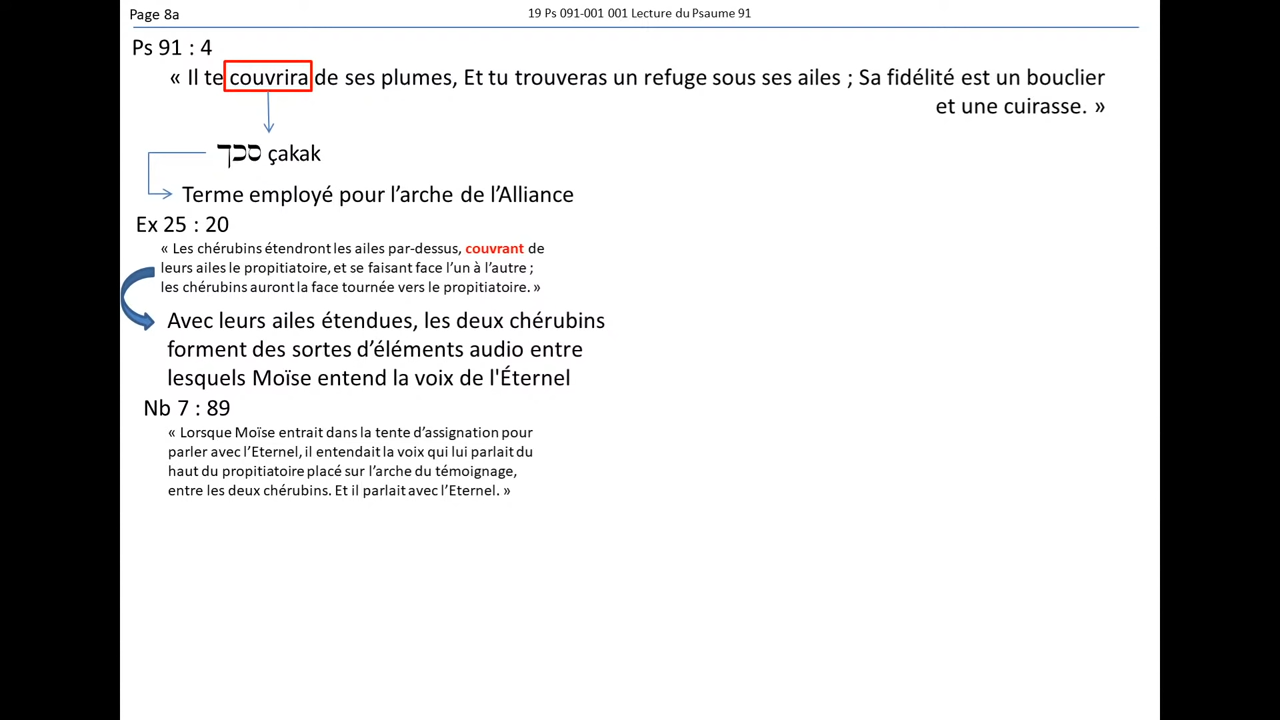 Page 8a
19 Ps 091-001 001 Lecture du Psaume 91
Ps 91 : 4
« Il te couvrira de ses plumes, Et tu trouveras un refuge sous ses ailes ; Sa fidélité est un bouclier
et une cuirasse. »
סכך çakak
Terme employé pour l’arche de l’Alliance
Ex 25 : 20
« Les chérubins étendront les ailes par-dessus, couvrant de
leurs ailes le propitiatoire, et se faisant face l’un à l’autre ;
les chérubins auront la face tournée vers le propitiatoire. »
Avec leurs ailes étendues, les deux chérubins
forment des sortes d’éléments audio entre
lesquels Moïse entend la voix de l'Éternel
Nb 7 : 89
« Lorsque Moïse entrait dans la tente d’assignation pour
parler avec l’Eternel, il entendait la voix qui lui parlait du
haut du propitiatoire placé sur l’arche du témoignage,
entre les deux chérubins. Et il parlait avec l’Eternel. »